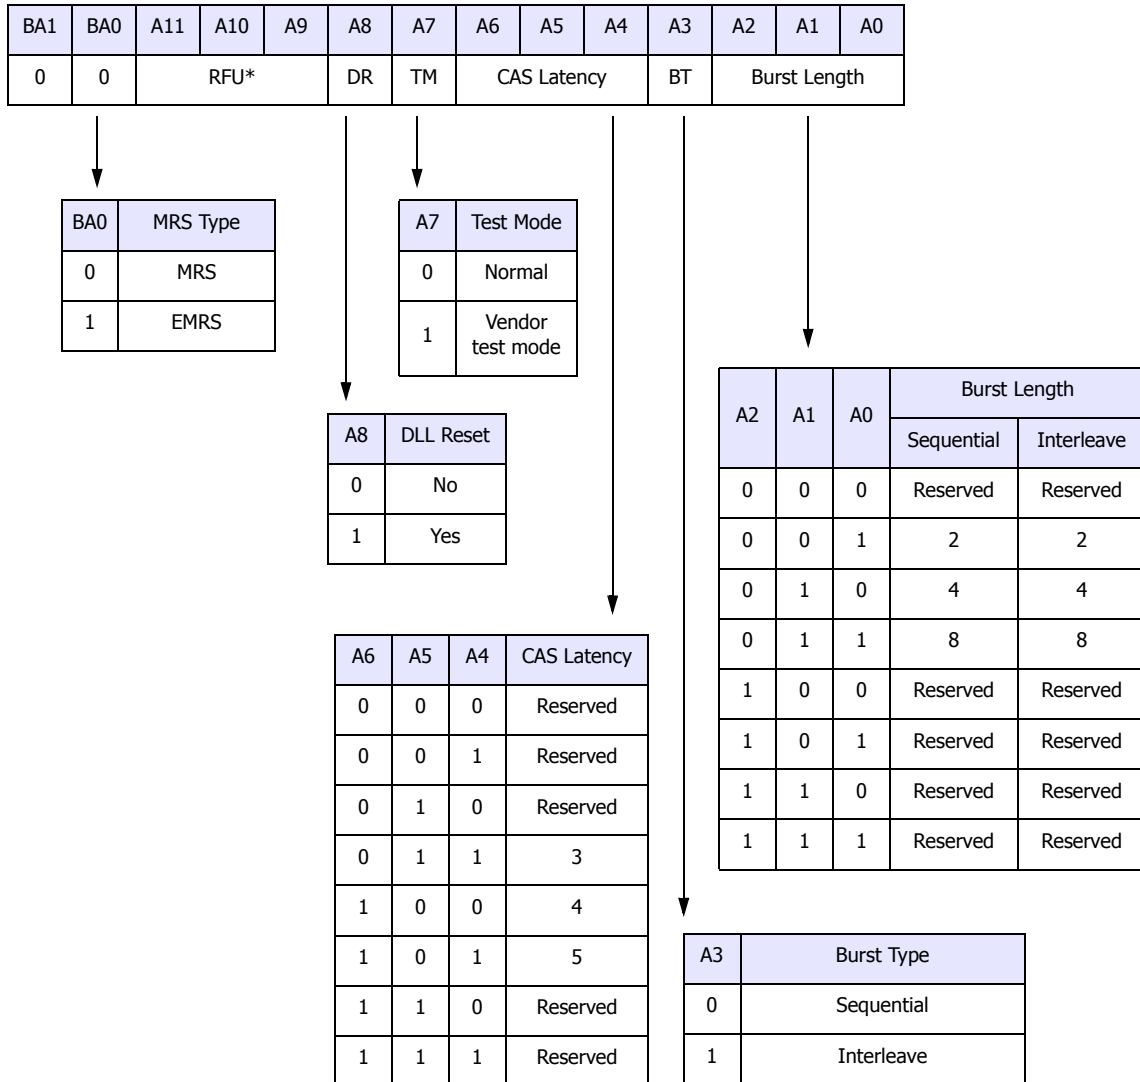 BA1 BA0 A11 A10 A9 A8 A7 A6 A5 A4 A3 A2 A1 A0
0 0 RFU* DR TM CAS Latency BT Burst Length
BA0 MRS Type
0 MRS
1 EMRS
A7 Test Mode
0 Normal
1 Vendor
test mode
A8 DLL Reset
0 No
1 Yes
A2 A1 A0 Burst Length
Sequential Interleave
0 0 0 Reserved Reserved
0 0 1 2 2
0 1 0 4 4
0 1 1 8 8
1 0 0 Reserved Reserved
1 0 1 Reserved Reserved
1 1 0 Reserved Reserved
1 1 1 Reserved Reserved
A6 A5 A4 CAS Latency
0 0 0 Reserved
0 0 1 Reserved
0 1 0 Reserved
0 1 1 3
1 0 0 4
1 0 1 5
1 1 0 Reserved
1 1 1 Reserved
A3 Burst Type
0 Sequential
1 Interleave